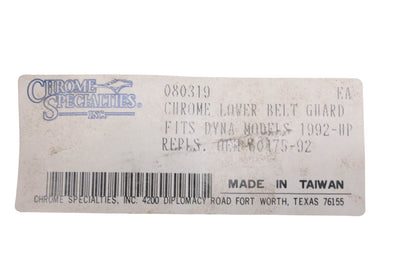 CHROME SPECIALTIES, INC.
080319 EA
CHROME LOWER BELT GUARD
FITS DYNA MODELS 1992-UP
REPLS. OEM 60475-92
MADE IN TAIWAN
CHROME SPECIALTIES, INC. 4200 DIPLOMACY ROAD FORT WORTH, TEXAS 76155